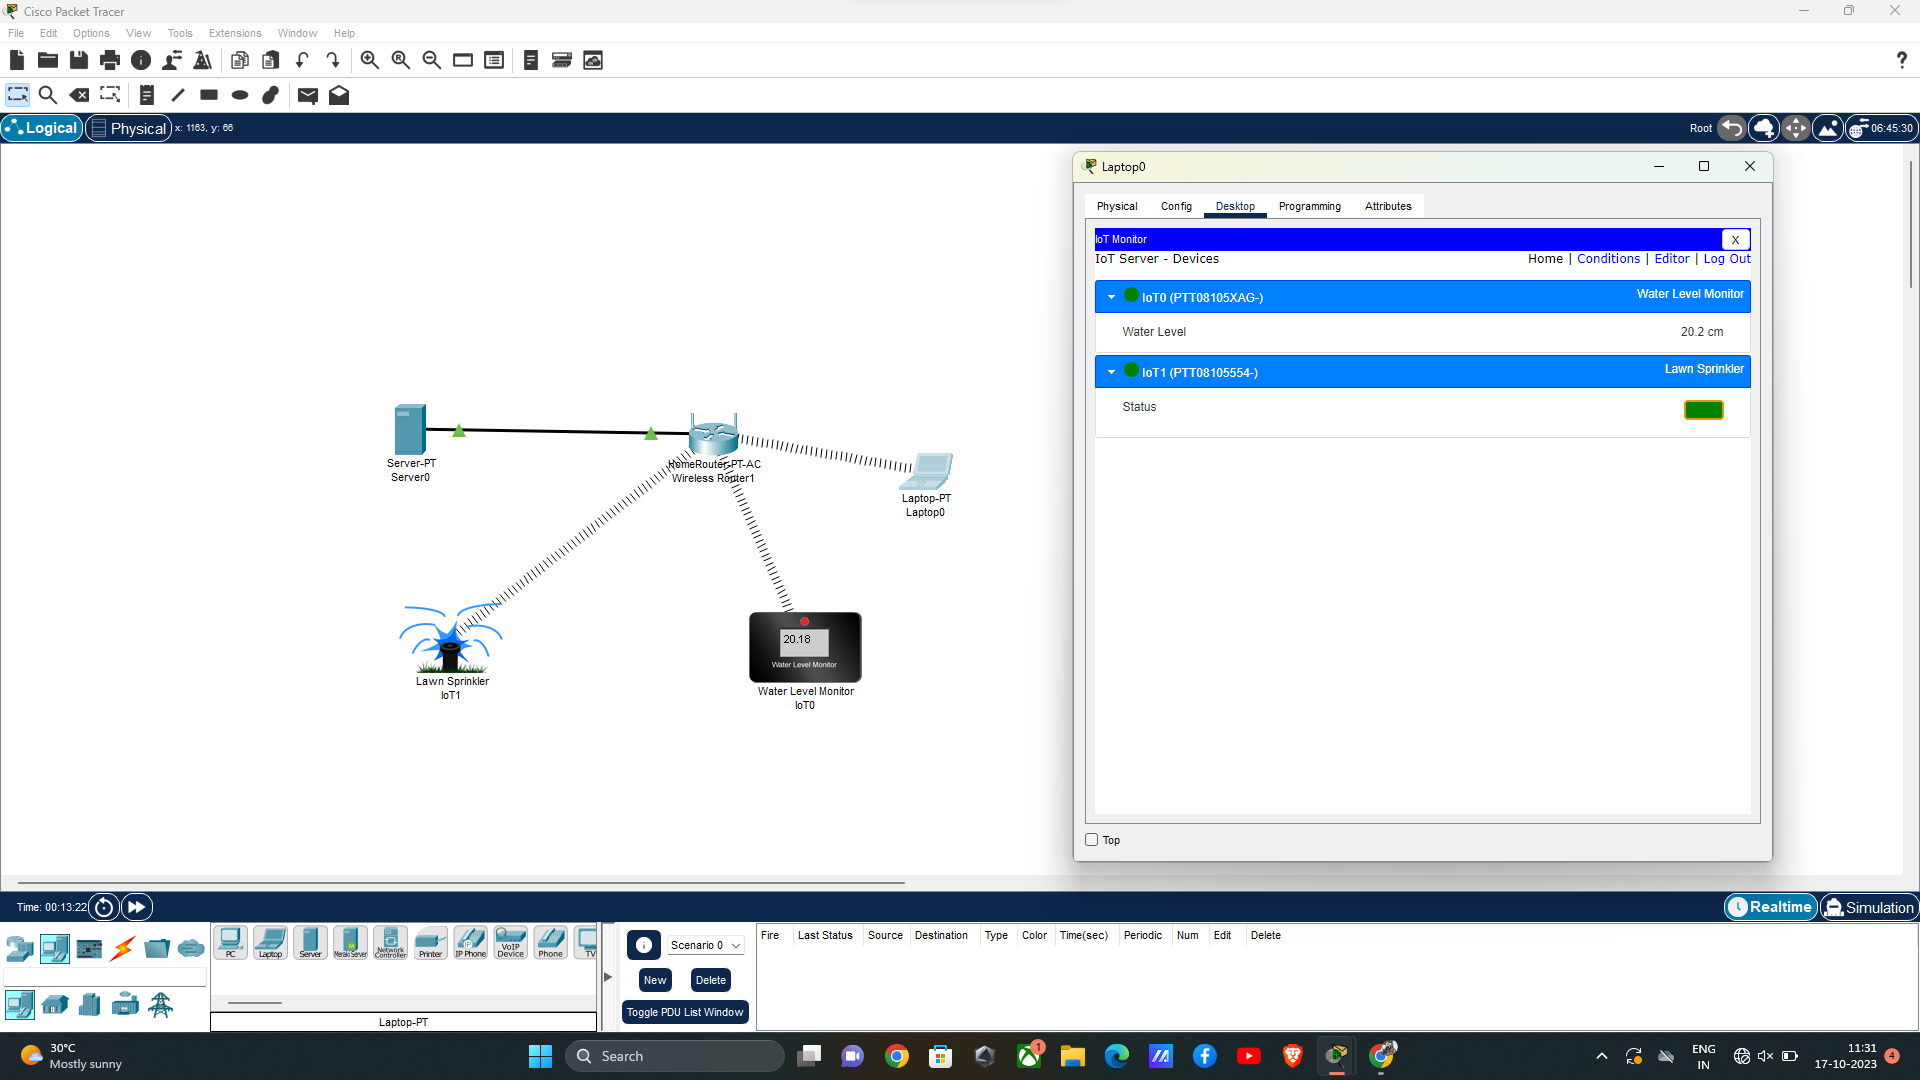 Cisco Packet Tracer
File Edit Options View Tools Extensions Window Help
Logical Physical x: 1163, y: 66 Root 06:45:30
Laptop0
Physical Config Desktop Programming Attributes
IoT Monitor X
IoT Server - Devices Home | Conditions | Editor | Log Out
IoT0 (PTT08105XAG-) Water Level Monitor
Water Level 20.2 cm
IoT1 (PTT08105554-) Lawn Sprinkler
Status
Top
Server-PT
Server0
HomeRouter-PT-AC
Wireless Router1
Laptop-PT
Laptop0
Lawn Sprinkler
IoT1
20.18
Water Level Monitor
Water Level Monitor
IoT0
Time: 00:13:22 Realtime Simulation
PC Laptop Server Meraki Server Network Controller Printer IP Phone VoIP Device Phone TV
Laptop-PT
Scenario 0
New Delete
Toggle PDU List Window
Fire Last Status Source Destination Type Color Time(sec) Periodic Num Edit Delete
30°C
Mostly sunny
Search
1
ENG
IN
11:31
17-10-2023
4